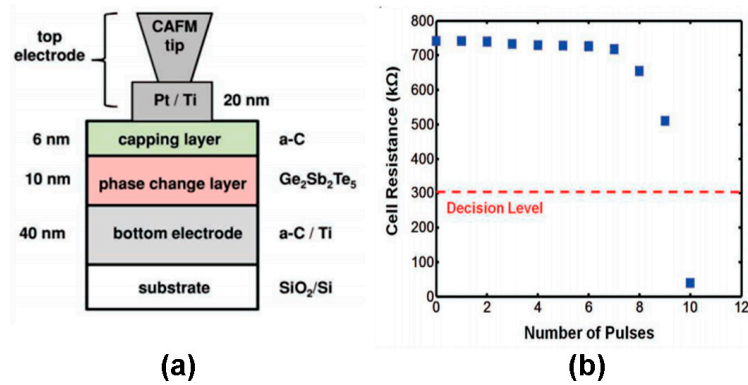 top
electrode
CAFM
tip
Pt / Ti
20 nm
6 nm
capping layer
a-C
10 nm
phase change layer
Ge₂Sb₂Te₅
40 nm
bottom electrode
a-C / Ti
substrate
SiO₂/Si
(a)
Cell Resistance (kΩ)
800
700
600
500
400
300
200
100
0
Decision Level
0 2 4 6 8 10 12
Number of Pulses
(b)